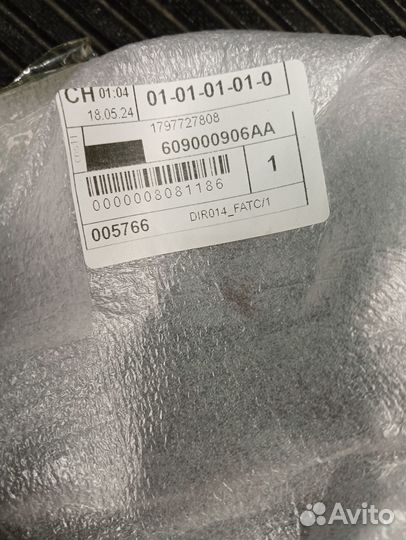 CH 01:04 01-01-01-01-0
18.05.24
1797727808
609000906AA
0000008081186 1
005766 DIR014_FATC/1
Avito